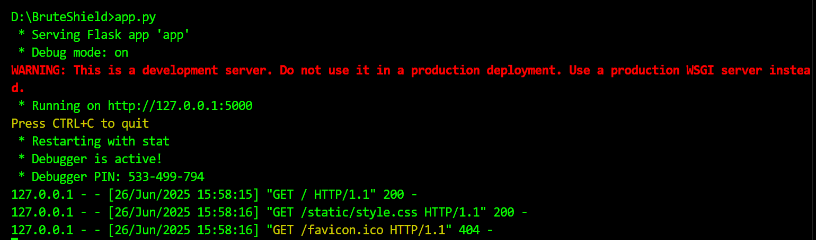 D:\BruteShield>app.py
 * Serving Flask app 'app'
 * Debug mode: on
WARNING: This is a development server. Do not use it in a production deployment. Use a production WSGI server instea
d.
 * Running on http://127.0.0.1:5000
Press CTRL+C to quit
 * Restarting with stat
 * Debugger is active!
 * Debugger PIN: 533-499-794
127.0.0.1 - - [26/Jun/2025 15:58:15] "GET / HTTP/1.1" 200 -
127.0.0.1 - - [26/Jun/2025 15:58:16] "GET /static/style.css HTTP/1.1" 200 -
127.0.0.1 - - [26/Jun/2025 15:58:16] "GET /favicon.ico HTTP/1.1" 404 -